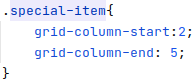 .special-item{
    grid-column-start:2;
    grid-column-end: 5;
}